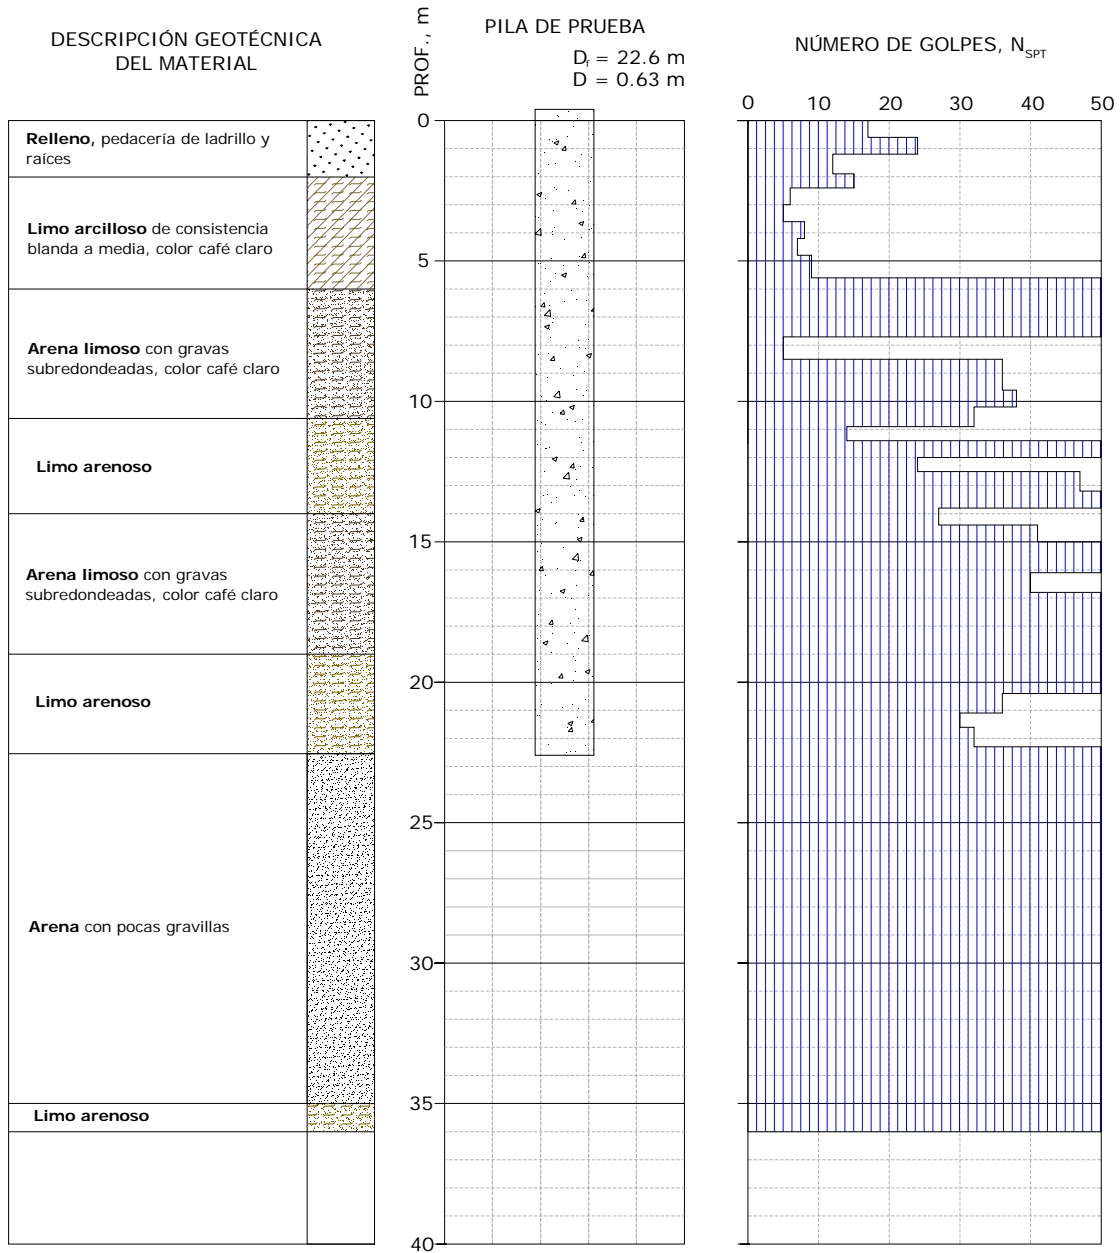 DESCRIPCIÓN GEOTÉCNICA
DEL MATERIAL
PROF., m
PILA DE PRUEBA
Df = 22.6 m
D = 0.63 m
NÚMERO DE GOLPES, NSPT
0 10 20 30 40 50
Relleno, pedacería de ladrillo y
raíces
Limo arcilloso de consistencia
blanda a media, color café claro
Arena limoso con gravas
subredondeadas, color café claro
Limo arenoso
Arena limoso con gravas
subredondeadas, color café claro
Limo arenoso
Arena con pocas gravillas
Limo arenoso
0
5
10
15
20
25
30
35
40